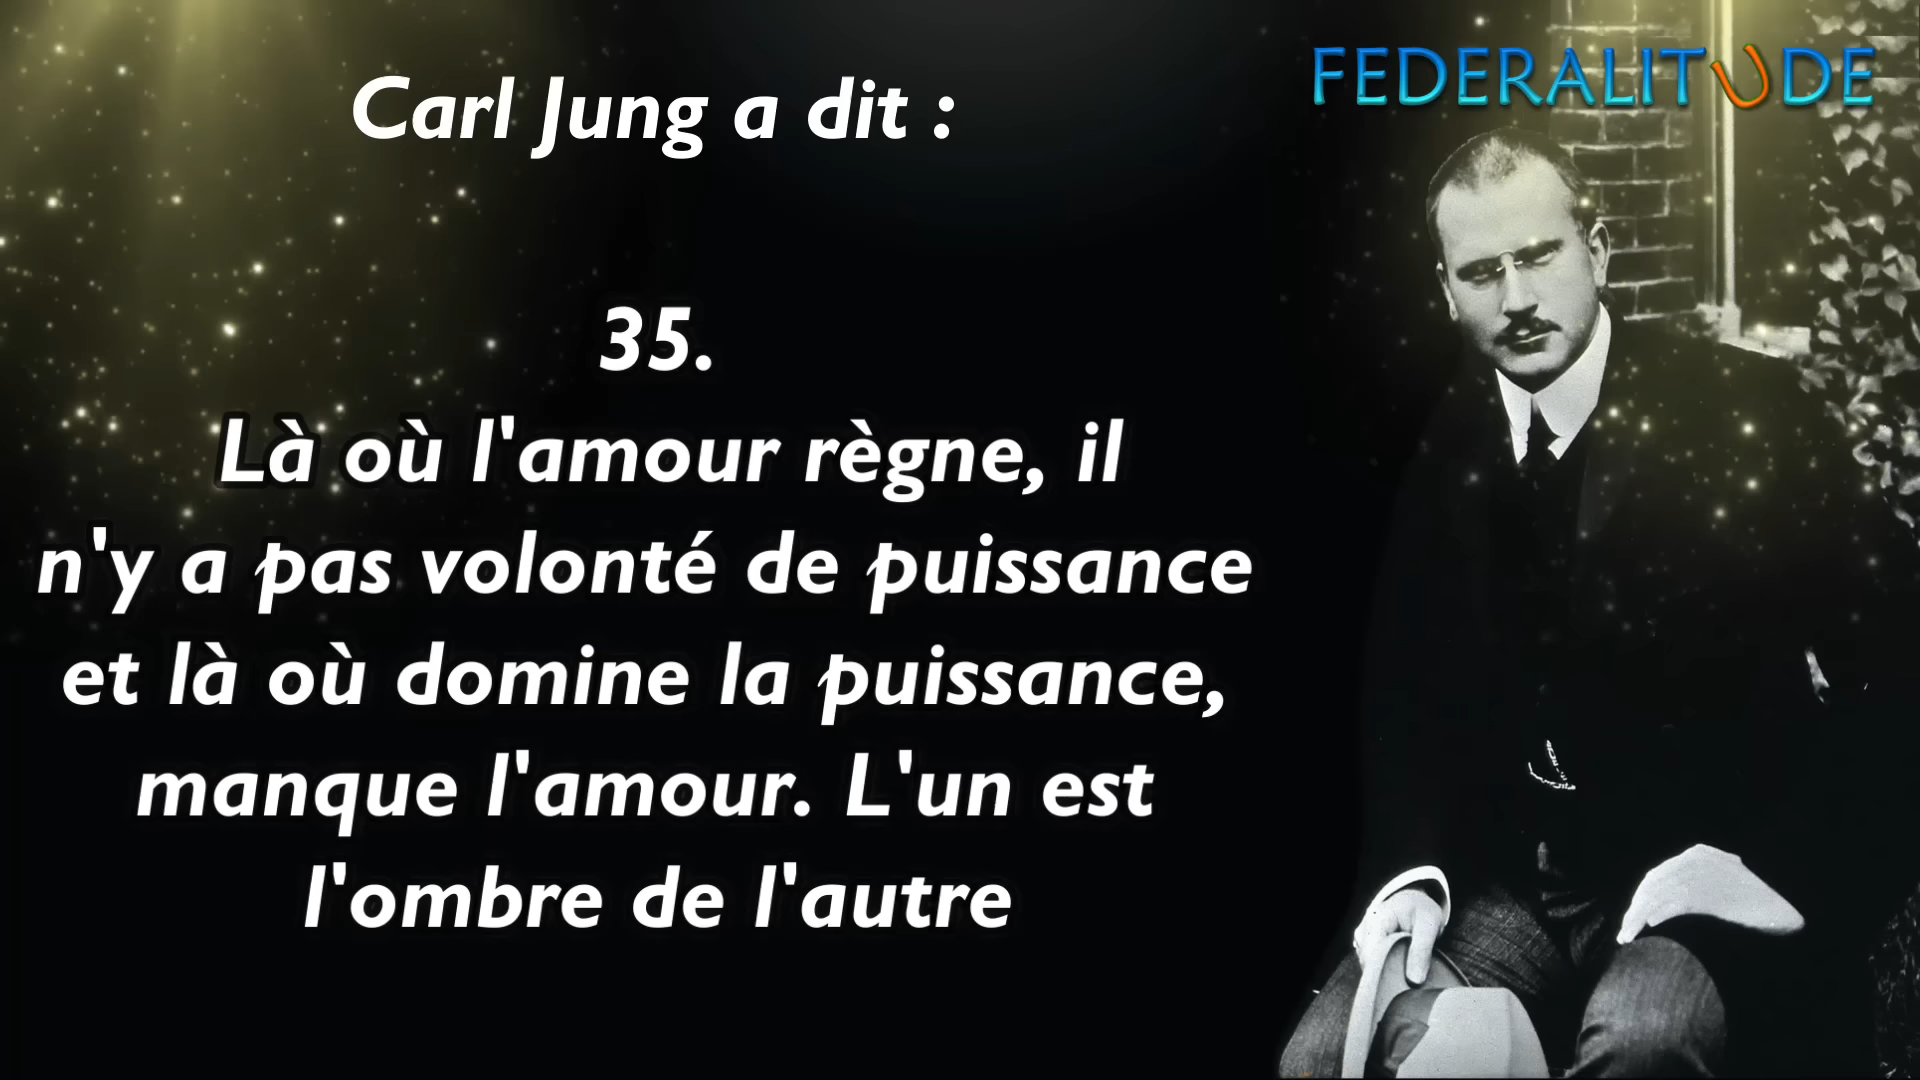 Carl Jung a dit :
FEDERALITUDE
35.
Là où l'amour règne, il
n'y a pas volonté de puissance
et là où domine la puissance,
manque l'amour. L'un est
l'ombre de l'autre